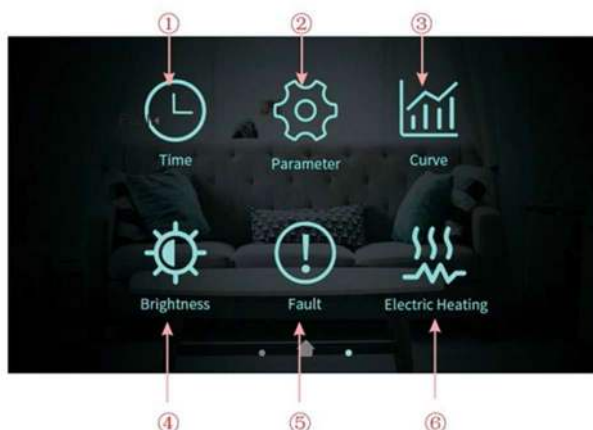 ① ② ③
Time Parameter Curve
Brightness Fault Electric Heating
④ ⑤ ⑥